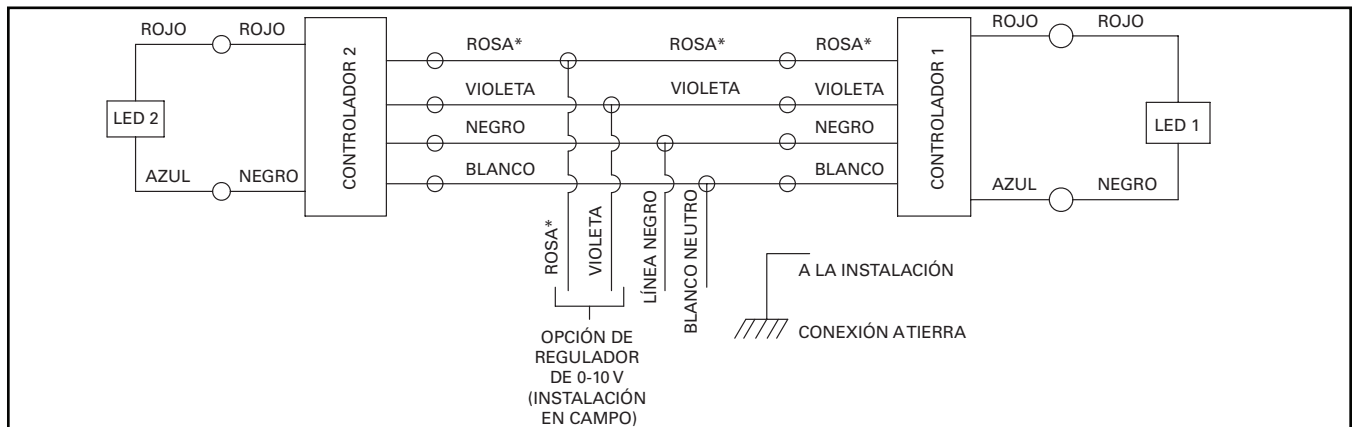 ROJO ROJO
LED 2
AZUL NEGRO
CONTROLADOR 2
ROSA* ROSA* ROSA*
VIOLETA VIOLETA VIOLETA
NEGRO NEGRO
BLANCO BLANCO
CONTROLADOR 1
ROJO ROJO
LED 1
AZUL NEGRO
ROSA*
VIOLETA
LÍNEA NEGRO
BLANCO NEUTRO
OPCIÓN DE
REGULADOR
DE 0-10 V
(INSTALACIÓN
EN CAMPO)
A LA INSTALACIÓN
CONEXIÓN A TIERRA